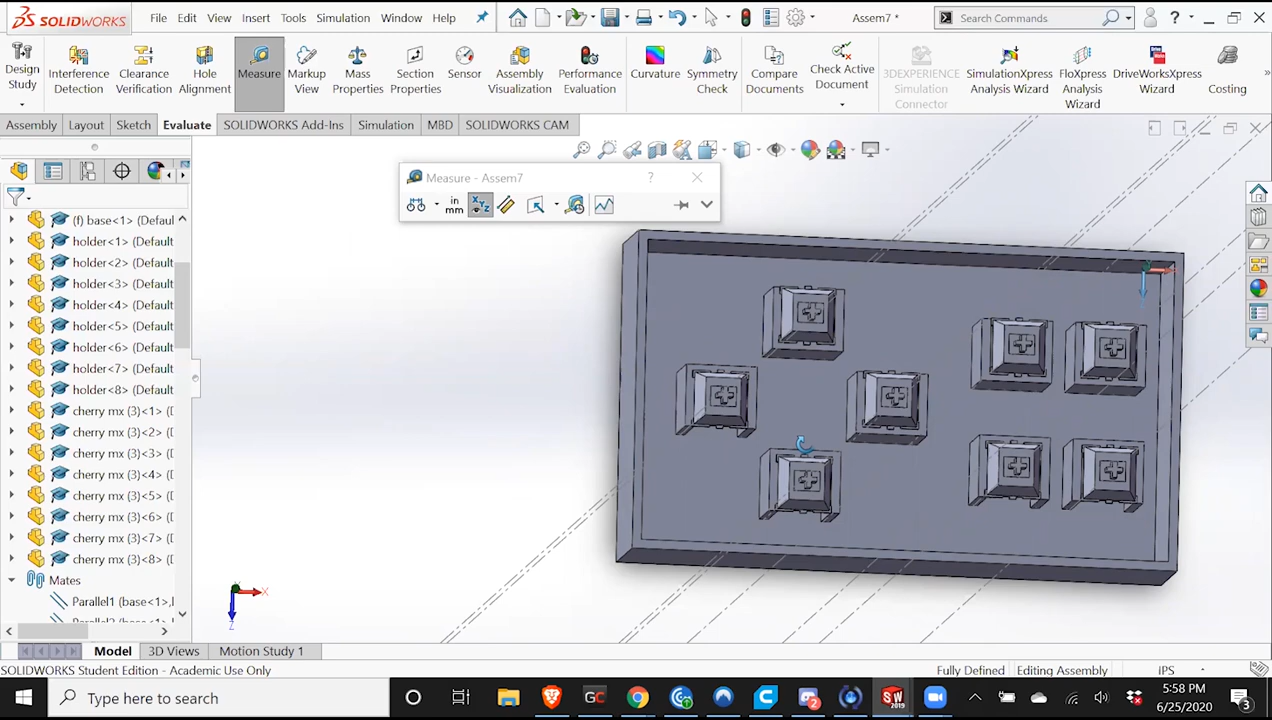 SOLIDWORKS
File Edit View Insert Tools Simulation Window Help
Assem7 *
Search Commands
Design Study
Interference Detection
Clearance Verification
Hole Alignment
Measure
Markup View
Mass Properties
Section Properties
Sensor
Assembly Visualization
Performance Evaluation
Curvature
Symmetry Check
Compare Documents
Check Active Document
3DEXPERIENCE Simulation Connector
SimulationXpress Analysis Wizard
FloXpress Analysis Wizard
DriveWorksXpress Wizard
Costing
Assembly Layout Sketch Evaluate SOLIDWORKS Add-Ins Simulation MBD SOLIDWORKS CAM
Measure - Assem7
in
mm
XYZ
(f) base<1> (Defaul
holder<1> (Default
holder<2> (Default
holder<3> (Default
holder<4> (Default
holder<5> (Default
holder<6> (Default
holder<7> (Default
holder<8> (Default
cherry mx (3)<1> (D
cherry mx (3)<2> (D
cherry mx (3)<3> (D
cherry mx (3)<4> (D
cherry mx (3)<5> (D
cherry mx (3)<6> (D
cherry mx (3)<7> (D
cherry mx (3)<8> (D
Mates
Parallel1 (base<1>,l
X
Z
Model 3D Views Motion Study 1
SOLIDWORKS Student Edition - Academic Use Only
Fully Defined Editing Assembly IPS
Type here to search
GC
2
SW
2019
5:58 PM
6/25/2020
3